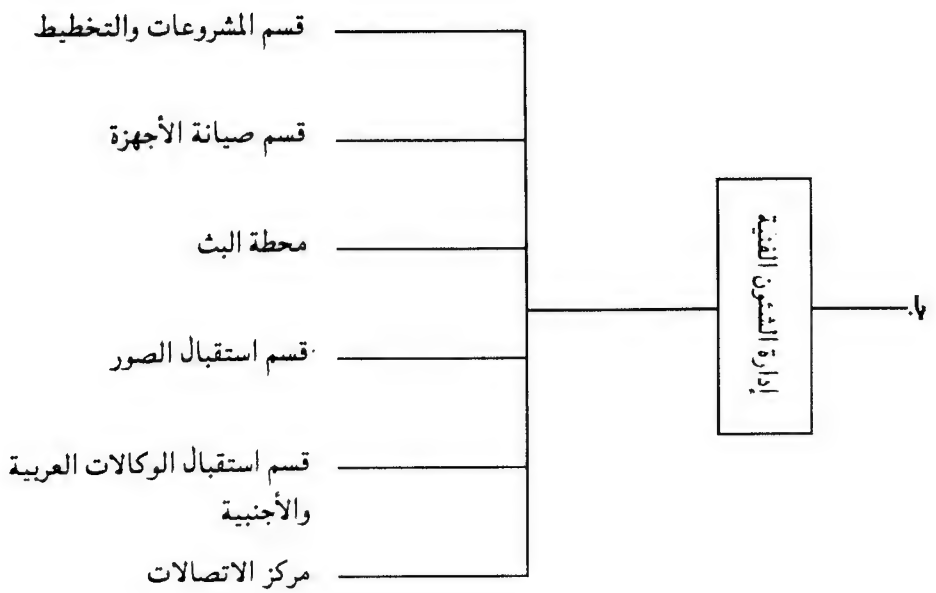 جـ
إدارة الشئون الفنية
قسم المشروعات والتخطيط
قسم صيانة الأجهزة
محطة البث
قسم استقبال الصور
قسم استقبال الوكالات العربية
والأجنبية
مركز الاتصالات